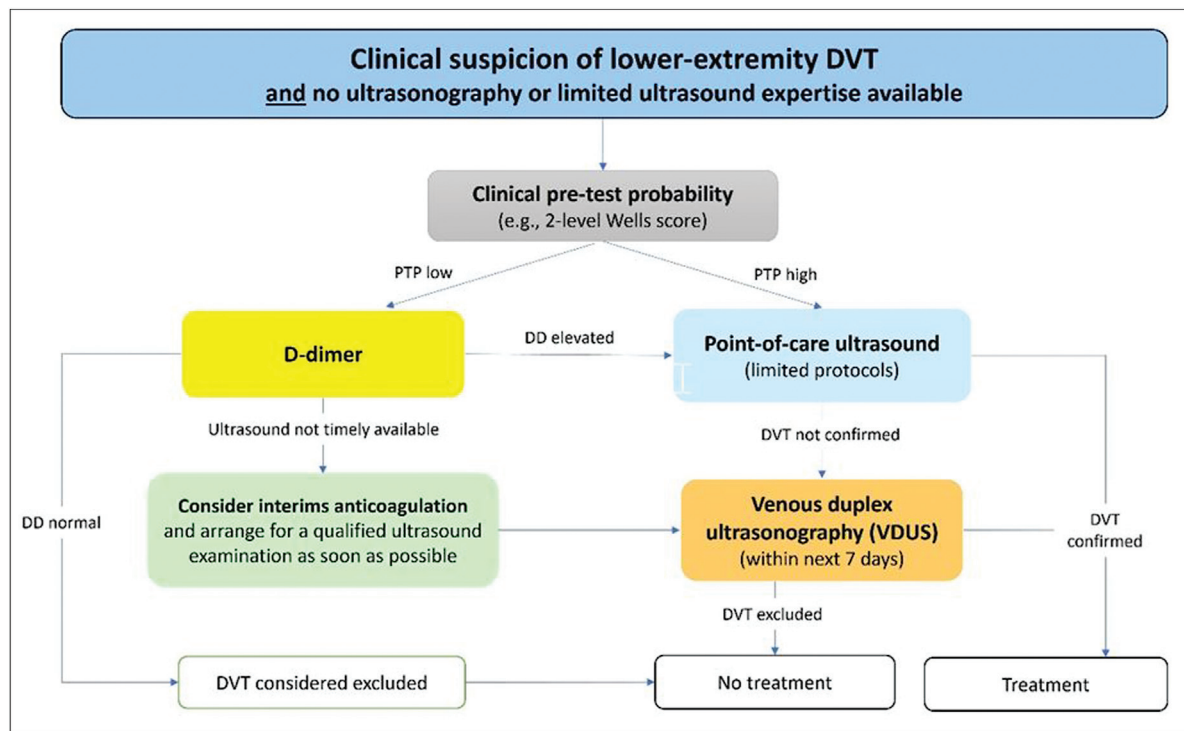 Clinical suspicion of lower-extremity DVT
and no ultrasonography or limited ultrasound expertise available
Clinical pre-test probability
(e.g., 2-level Wells score)
PTP low
PTP high
D-dimer
DD elevated
Point-of-care ultrasound
(limited protocols)
Ultrasound not timely available
DVT not confirmed
Consider interims anticoagulation
and arrange for a qualified ultrasound
examination as soon as possible
Venous duplex
ultrasonography (VDUS)
(within next 7 days)
DD normal
DVT
confirmed
DVT excluded
DVT considered excluded
No treatment
Treatment